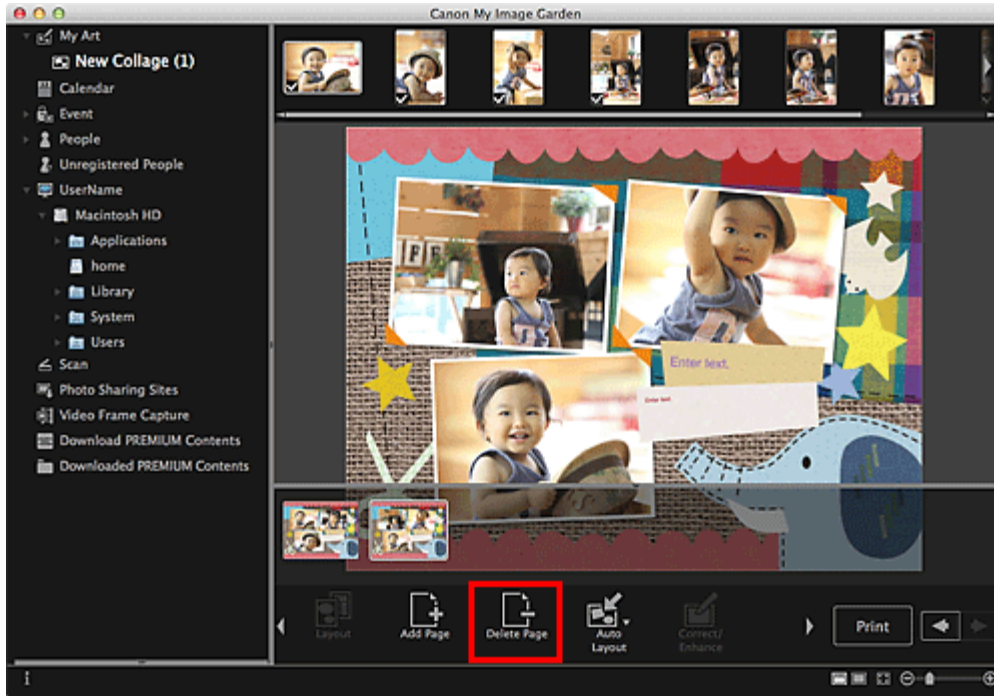 Canon My Image Garden
My Art
New Collage (1)
Calendar
Event
People
Unregistered People
UserName
Macintosh HD
Applications
home
Library
System
Users
Scan
Photo Sharing Sites
Video Frame Capture
Download PREMIUM Contents
Downloaded PREMIUM Contents
Enter text.
Enter text.
Layout
Add Page
Delete Page
Auto
Layout
Correct/
Enhance
Print